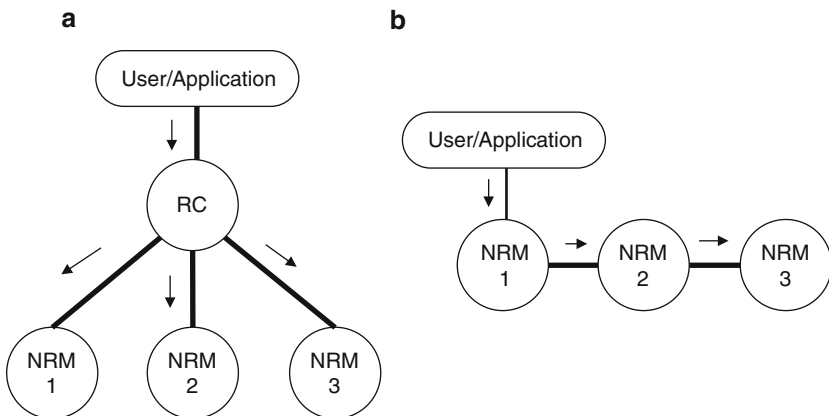 a
User/Application
RC
NRM
1
NRM
2
NRM
3
b
User/Application
NRM
1
NRM
2
NRM
3